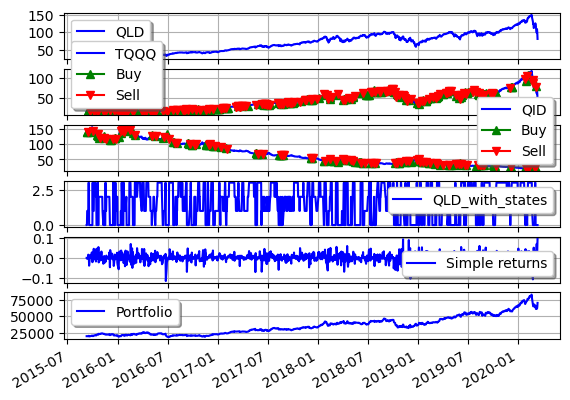 150
100
50
QLD
TQQQ
Buy
Sell
100
50
QID
Buy
Sell
150
100
50
2.5
0.0
QLD_with_states
0.1
0.0
−0.1
Simple returns
75000
50000
25000
Portfolio
2015-07
2016-01
2016-07
2017-01
2017-07
2018-01
2018-07
2019-01
2019-07
2020-01